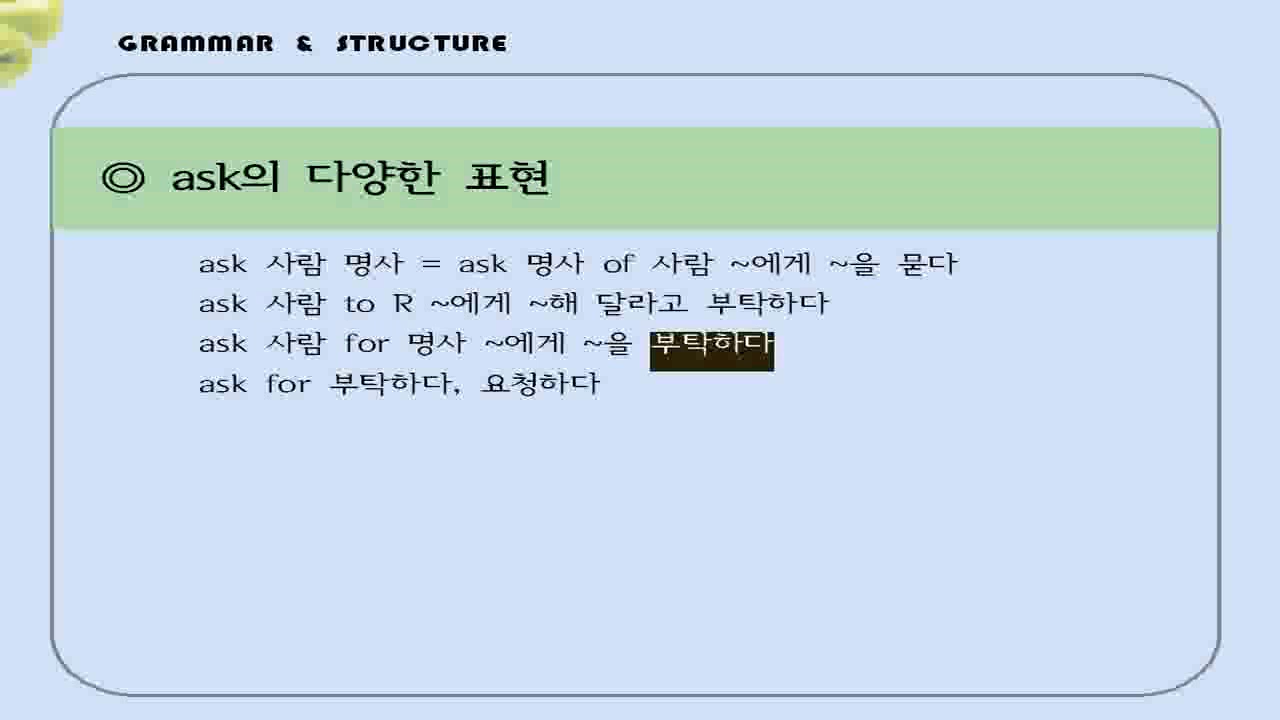 GRAMMAR & STRUCTURE
◎ ask의 다양한 표현
ask 사람 명사 = ask 명사 of 사람 ~에게 ~을 묻다
ask 사람 to R ~에게 ~해 달라고 부탁하다
ask 사람 for 명사 ~에게 ~을 부탁하다
ask for 부탁하다, 요청하다